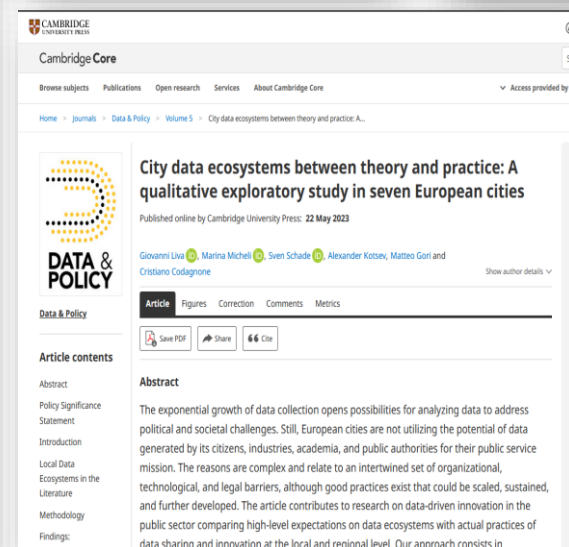 CAMBRIDGE
UNIVERSITY PRESS
Cambridge Core
Browse subjects Publications Open research Services About Cambridge Core Access provided by
Home > Journals > Data & Policy > Volume 5 > City data ecosystems between theory and practice: A...
City data ecosystems between theory and practice: A
qualitative exploratory study in seven European cities
Published online by Cambridge University Press: 22 May 2023
Giovanni Liva iD, Marina Micheli iD, Sven Schade iD, Alexander Kotsev, Matteo Gori and
Cristiano Codagnone
Show author details
DATA &
POLICY
Data & Policy
Article Figures Correction Comments Metrics
Save PDF Share Cite
Article contents
Abstract
Policy Significance
Statement
Introduction
Local Data
Ecosystems in the
Literature
Methodology
Findings:
Abstract
The exponential growth of data collection opens possibilities for analyzing data to address
political and societal challenges. Still, European cities are not utilizing the potential of data
generated by its citizens, industries, academia, and public authorities for their public service
mission. The reasons are complex and relate to an intertwined set of organizational,
technological, and legal barriers, although good practices exist that could be scaled, sustained,
and further developed. The article contributes to research on data-driven innovation in the
public sector comparing high-level expectations on data ecosystems with actual practices of
data sharing and innovation at the local and regional level. Our approach consists in